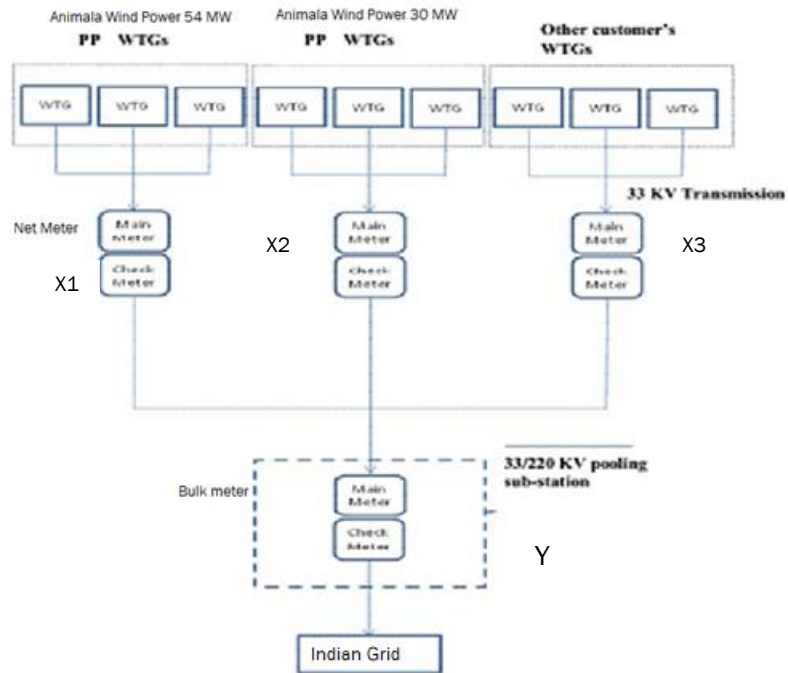 Animala Wind Power 54 MW
PP WTGs
Animala Wind Power 30 MW
PP WTGs
Other customer's
WTGs
WTG
WTG
WTG
WTG
WTG
WTG
WTG
WTG
WTG
33 KV Transmission
Net Meter
Main
Meter
Check
Meter
X1
X2
Main
Meter
Check
Meter
Main
Meter
Check
Meter
X3
33/220 KV pooling
sub-station
Bulk meter
Main
Meter
Check
Meter
Y
Indian Grid